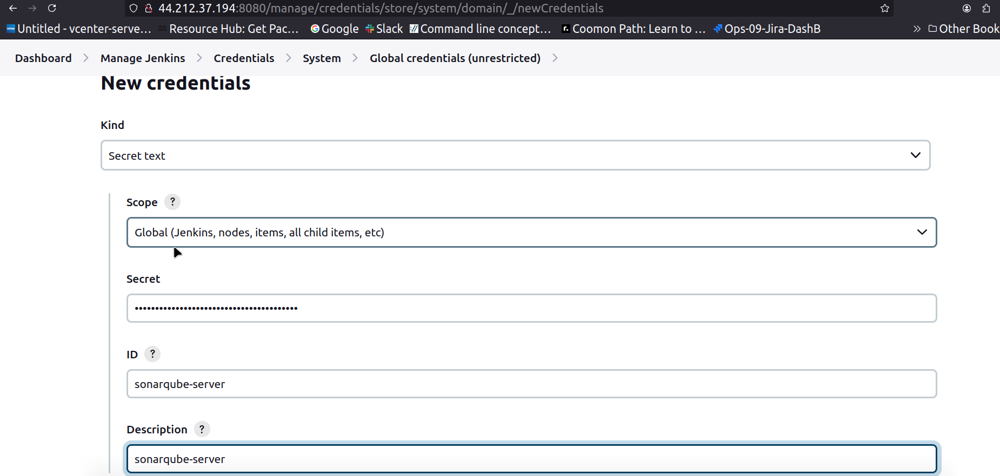 44.212.37.194:8080/manage/credentials/store/system/domain/_/newCredentials
vmw Untitled - vcenter-serve… Resource Hub: Get Pac… Google Slack Command line concept… r. Coomon Path: Learn to … Ops-09-Jira-DashB » Other Book
Dashboard > Manage Jenkins > Credentials > System > Global credentials (unrestricted) >
New credentials
Kind
Secret text
Scope ?
Global (Jenkins, nodes, items, all child items, etc)
Secret
••••••••••••••••••••••••••••••••••••••••
ID ?
sonarqube-server
Description ?
sonarqube-server